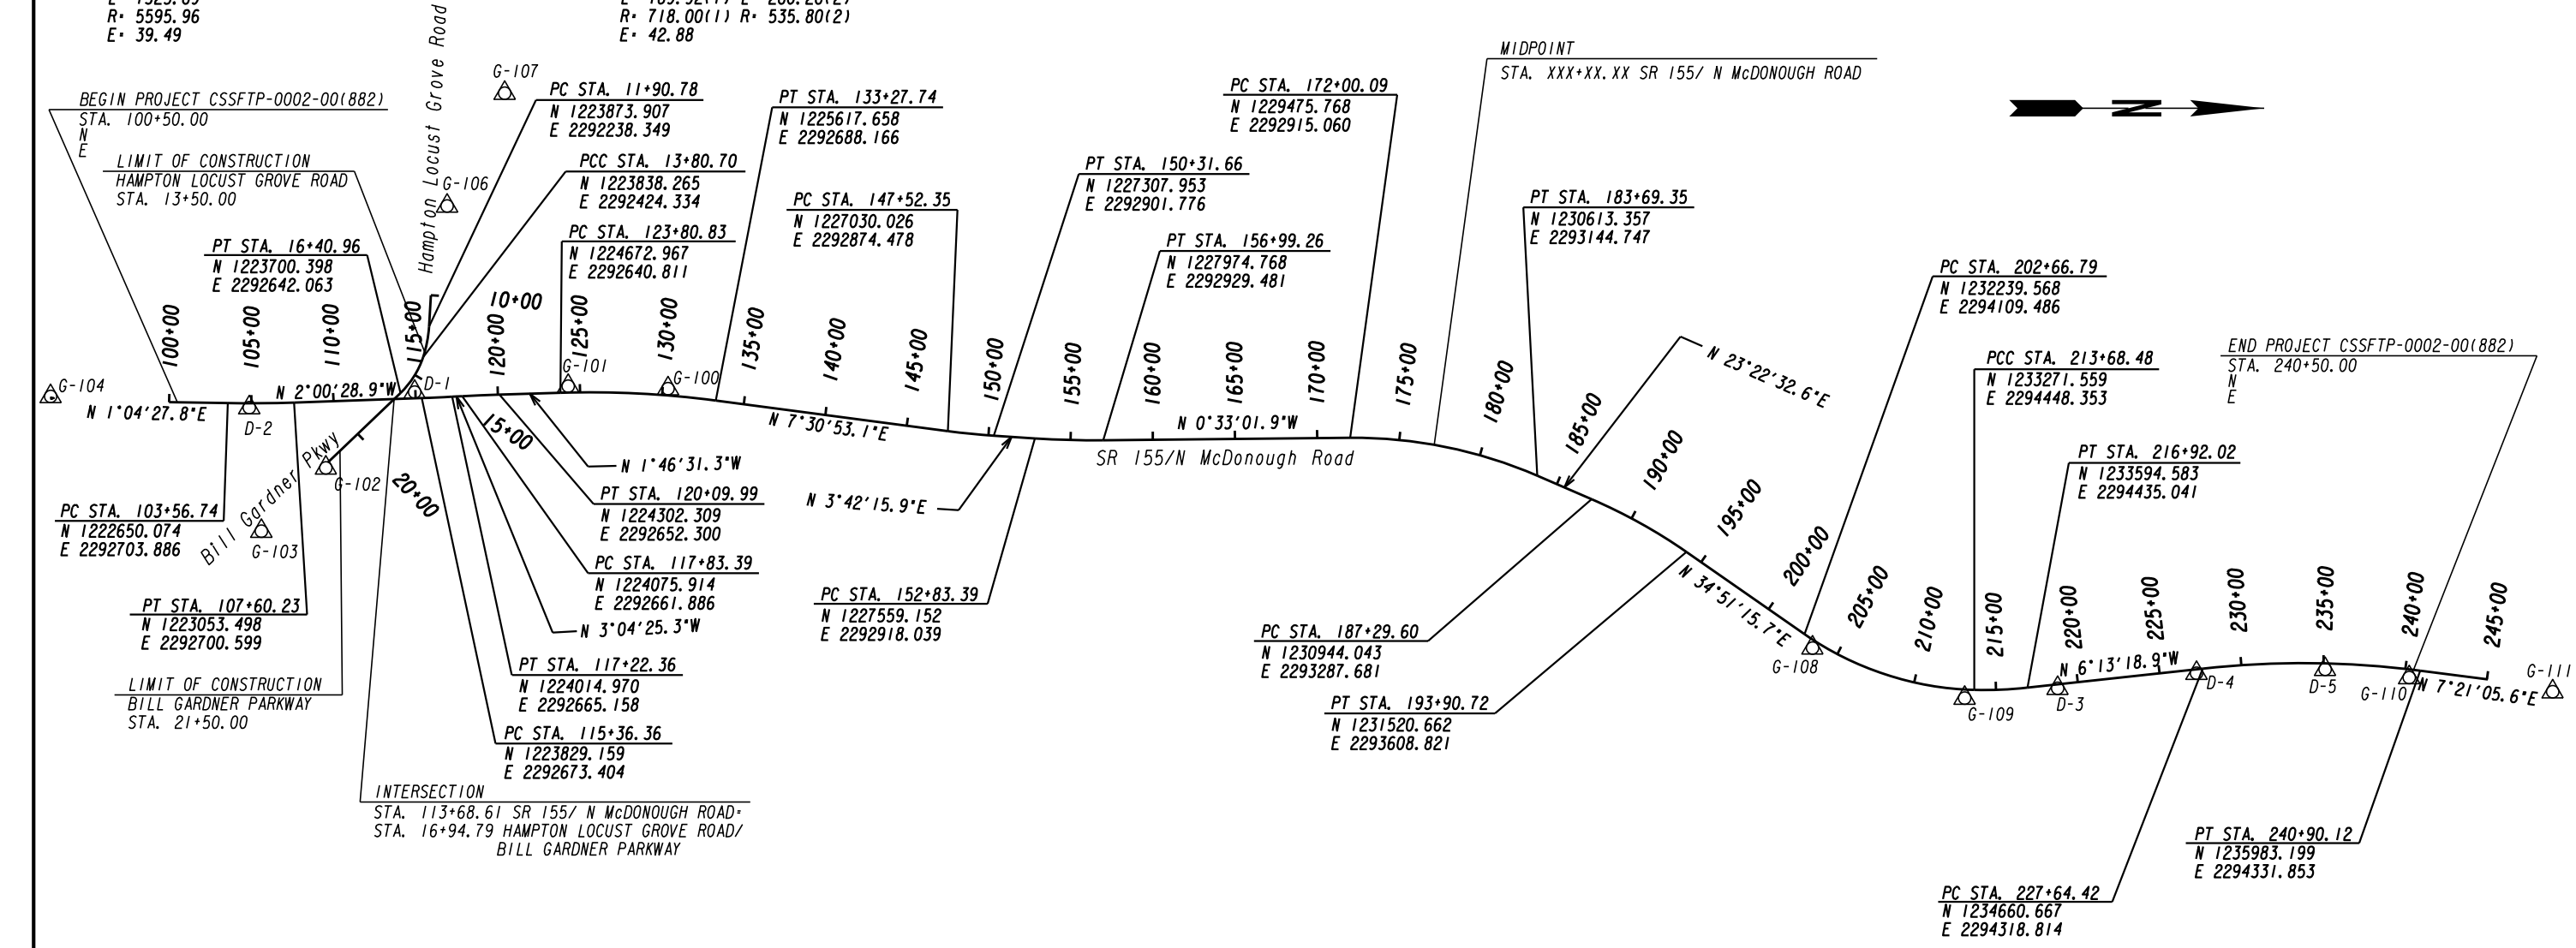 R= 5595.96
E= 39.49
R= 718.00(1) R= 535.80(2)
E= 42.88
Hampton Locust Grove Road
G-107
G-106
MIDPOINT
STA. XXX+XX.XX SR 155/ N McDONOUGH ROAD
N
BEGIN PROJECT CSSFTP-0002-00(882)
STA. 100+50.00
N
E
LIMIT OF CONSTRUCTION
HAMPTON LOCUST GROVE ROAD
STA. 13+50.00
PT STA. 16+40.96
N 1223700.398
E 2292642.063
PC STA. 11+90.78
N 1223873.907
E 2292238.349
PCC STA. 13+80.70
N 1223838.265
E 2292424.334
PC STA. 123+80.83
N 1224672.967
E 2292640.811
PT STA. 133+27.74
N 1225617.658
E 2292688.166
PC STA. 147+52.35
N 1227030.026
E 2292874.478
PT STA. 150+31.66
N 1227307.953
E 2292901.776
PT STA. 156+99.26
N 1227974.768
E 2292929.481
PC STA. 172+00.09
N 1229475.768
E 2292915.060
PT STA. 183+69.35
N 1230613.357
E 2293144.747
PC STA. 202+66.79
N 1232239.568
E 2294109.486
PCC STA. 213+68.48
N 1233271.559
E 2294448.353
PT STA. 216+92.02
N 1233594.583
E 2294435.041
END PROJECT CSSFTP-0002-00(882)
STA. 240+50.00
N
E
100+00
105+00
110+00
115+00
10+00
120+00
125+00
130+00
135+00
140+00
145+00
150+00
155+00
160+00
165+00
170+00
175+00
180+00
185+00
190+00
195+00
200+00
205+00
210+00
215+00
220+00
225+00
230+00
235+00
240+00
245+00
G-104
N 1°04'27.8"E
D-2
N 2°00'28.9"W
D-1
G-101
G-100
15+00
20+00
G-102
G-103
Bill Gardner Pkwy
N 7°30'53.1"E
N 1°46'31.3"W
N 3°42'15.9"E
N 0°33'01.9"W
SR 155/N McDonough Road
N 23°22'32.6"E
N 34°51'15.7"E
G-108
G-109
D-3
N 6°13'18.9"W
D-4
D-5
G-110
N 7°21'05.6"E
G-111
PC STA. 103+56.74
N 1222650.074
E 2292703.886
PT STA. 107+60.23
N 1223053.498
E 2292700.599
LIMIT OF CONSTRUCTION
BILL GARDNER PARKWAY
STA. 21+50.00
PT STA. 120+09.99
N 1224302.309
E 2292652.300
PC STA. 117+83.39
N 1224075.914
E 2292661.886
N 3°04'25.3"W
PT STA. 117+22.36
N 1224014.970
E 2292665.158
PC STA. 115+36.36
N 1223829.159
E 2292673.404
INTERSECTION
STA. 113+68.61 SR 155/ N McDONOUGH ROAD=
STA. 16+94.79 HAMPTON LOCUST GROVE ROAD/
BILL GARDNER PARKWAY
PC STA. 152+83.39
N 1227559.152
E 2292918.039
PC STA. 187+29.60
N 1230944.043
E 2293287.681
PT STA. 193+90.72
N 1231520.662
E 2293608.821
PT STA. 240+90.12
N 1235983.199
E 2294331.853
PC STA. 227+64.42
N 1234660.667
E 2294318.814